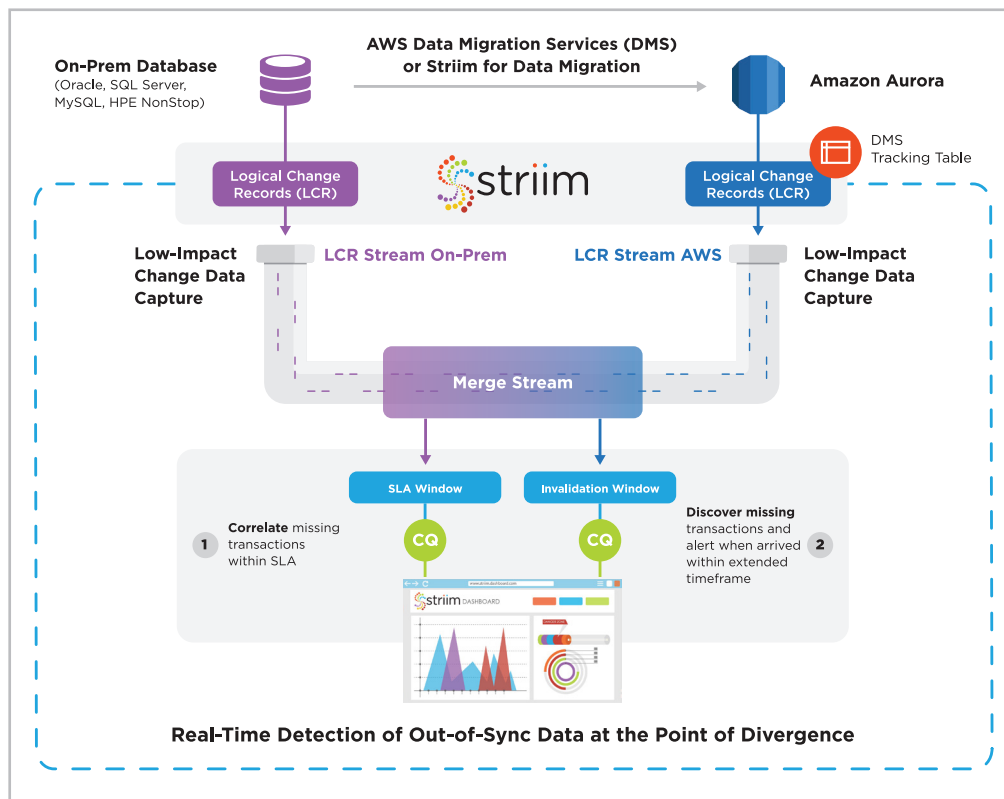 AWS Data Migration Services (DMS)
or Striim for Data Migration
On-Prem Database
(Oracle, SQL Server,
MySQL, HPE NonStop)
Amazon Aurora
DMS
Tracking Table
Logical Change
Records (LCR)
striim
Logical Change
Records (LCR)
Low-Impact
Change Data
Capture
LCR Stream On-Prem
LCR Stream AWS
Low-Impact
Change Data
Capture
Merge Stream
SLA Window
Invalidation Window
1
Correlate missing
transactions
within SLA
CQ
CQ
Discover missing
transactions and
alert when arrived
within extended
timeframe
2
www.striim.dashboard.com
striim DASHBOARD
Real-Time Detection of Out-of-Sync Data at the Point of Divergence